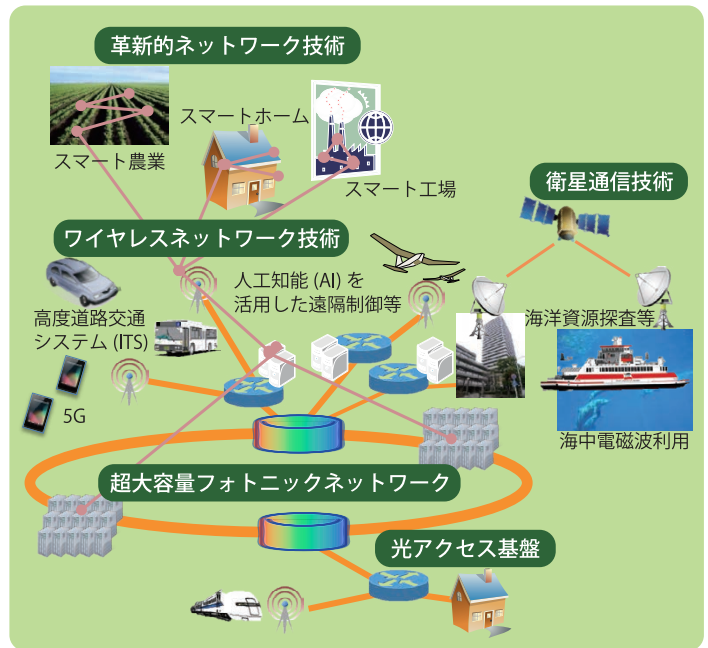 革新的ネットワーク技術
スマートホーム
スマート農業
スマート工場
衛星通信技術
ワイヤレスネットワーク技術
人工知能 (AI) を
活用した遠隔制御等
高度道路交通
システム (ITS)
海洋資源探査等
5G
海中電磁波利用
超大容量フォトニックネットワーク
光アクセス基盤